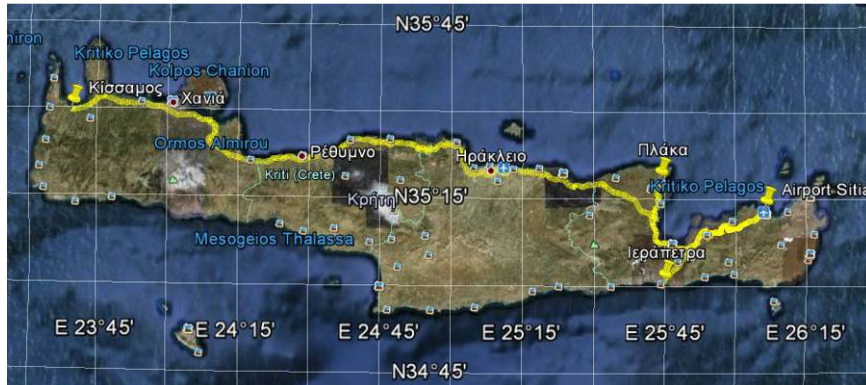 N35°45'
hiron
Kritiko Pelagos
Kolpos Chanion
Κίσσαμος
Χανιά
Ormos Almirou
Ρέθυμνο
Ηράκλειο
Πλάκα
Kriti (Crete)
Κρήτη
N35°15'
Kritiko Pelagos
Airport Sitia
Mesogeios Thalassa
Ιεράπετρα
E 23°45'
E 24°15'
E 24°45'
E 25°15'
E 25°45'
E 26°15'
N34°45'